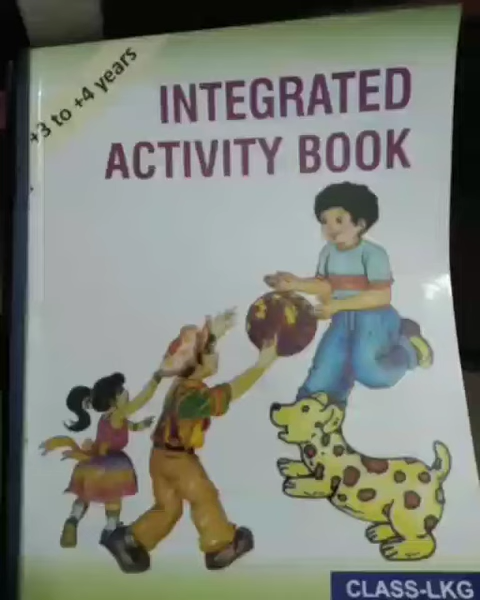 +3 to +4 years
INTEGRATED
ACTIVITY BOOK
CLASS-LKG